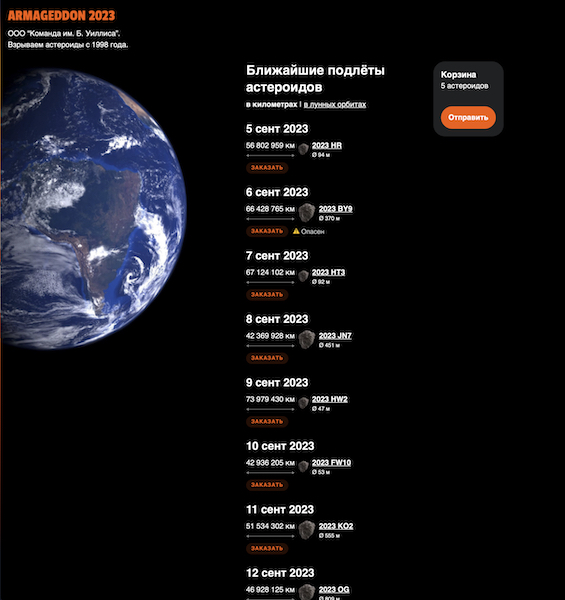 ARMAGEDDON 2023
ООО "Команда им. Б. Уиллиса".
Взрываем астероиды с 1998 года.
Ближайшие подлёты
астероидов
в километрах | в лунных орбитах
5 сент 2023
56 802 959 км 2023 HR
Ø 94 м
ЗАКАЗАТЬ
6 сент 2023
66 428 765 км 2023 BY9
Ø 370 м
ЗАКАЗАТЬ ⚠ Опасен
7 сент 2023
67 124 102 км 2023 HT3
Ø 92 м
ЗАКАЗАТЬ
8 сент 2023
42 369 928 км 2023 JN7
Ø 451 м
ЗАКАЗАТЬ
9 сент 2023
73 979 430 км 2023 HW2
Ø 47 м
ЗАКАЗАТЬ
10 сент 2023
42 936 205 км 2023 FW10
Ø 53 м
ЗАКАЗАТЬ
11 сент 2023
51 534 302 км 2023 KO2
Ø 555 м
ЗАКАЗАТЬ
12 сент 2023
46 928 125 км 2023 OG
Ø 809 м
Корзина
5 астероидов
Отправить